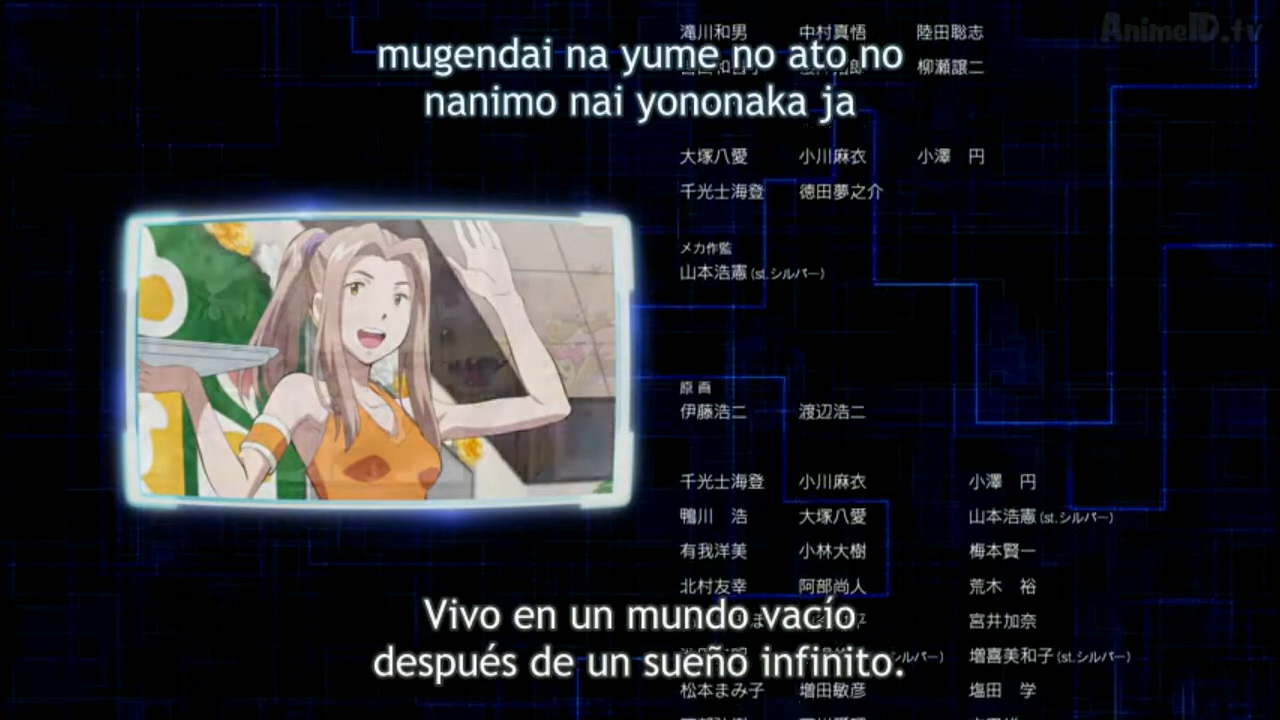 AnimeID.tv
滝川和男 中村真悟 陸田聡志
mugendai na yume no ato no
柳瀬譲二
nanimo nai yononaka ja
大塚八愛 小川麻衣 小澤 円
千光士海登 徳田夢之介
メカ作監
山本浩憲(st.シルバー)
原画
伊藤浩二 渡辺浩二
千光士海登 小川麻衣 小澤 円
鴨川 浩 大塚八愛 山本浩憲(st.シルバー)
有我洋美 小林大樹 梅本賢一
北村友幸 阿部尚人 荒木 裕
Vivo en un mundo vacío
宮井加奈
después de un sueño infinito.
増喜美和子(st.シルバー)
松本まみ子 増田敏彦 塩田 学